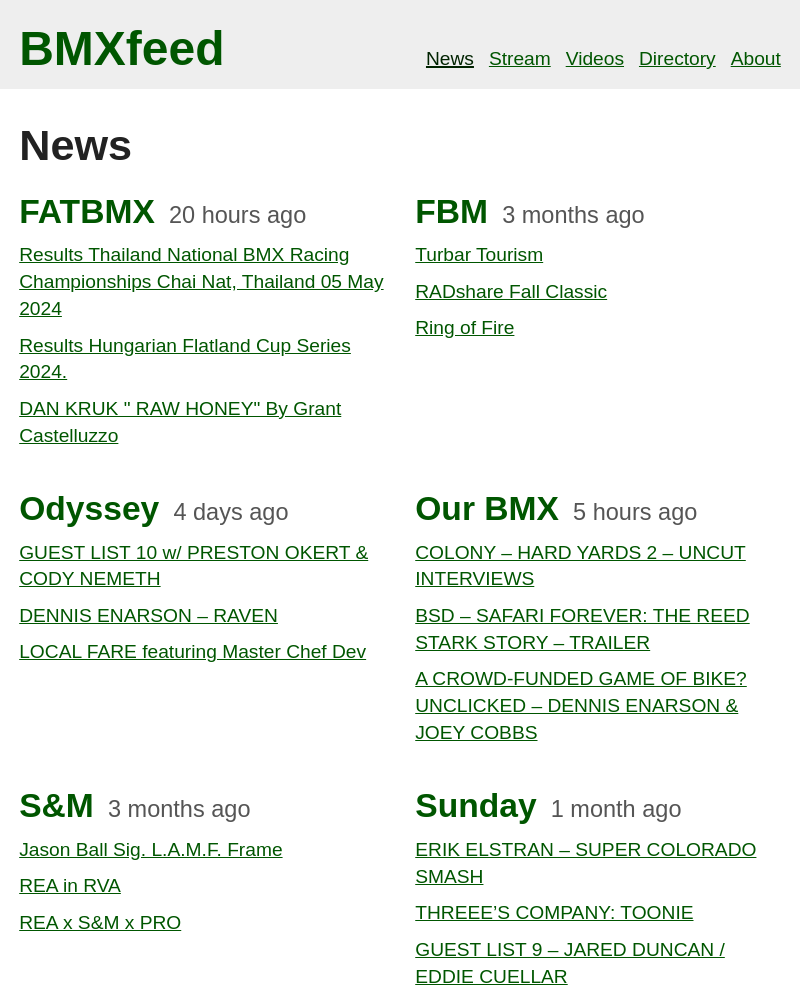 BMXfeed
News Stream Videos Directory About
News
FATBMX 20 hours ago
Results Thailand National BMX Racing
Championships Chai Nat, Thailand 05 May
2024
Results Hungarian Flatland Cup Series
2024.
DAN KRUK " RAW HONEY" By Grant
Castelluzzo
FBM 3 months ago
Turbar Tourism
RADshare Fall Classic
Ring of Fire
Odyssey 4 days ago
GUEST LIST 10 w/ PRESTON OKERT &
CODY NEMETH
DENNIS ENARSON – RAVEN
LOCAL FARE featuring Master Chef Dev
Our BMX 5 hours ago
COLONY – HARD YARDS 2 – UNCUT
INTERVIEWS
BSD – SAFARI FOREVER: THE REED
STARK STORY – TRAILER
A CROWD-FUNDED GAME OF BIKE?
UNCLICKED – DENNIS ENARSON &
JOEY COBBS
S&M 3 months ago
Jason Ball Sig. L.A.M.F. Frame
REA in RVA
REA x S&M x PRO
Sunday 1 month ago
ERIK ELSTRAN – SUPER COLORADO
SMASH
THREEE’S COMPANY: TOONIE
GUEST LIST 9 – JARED DUNCAN /
EDDIE CUELLAR